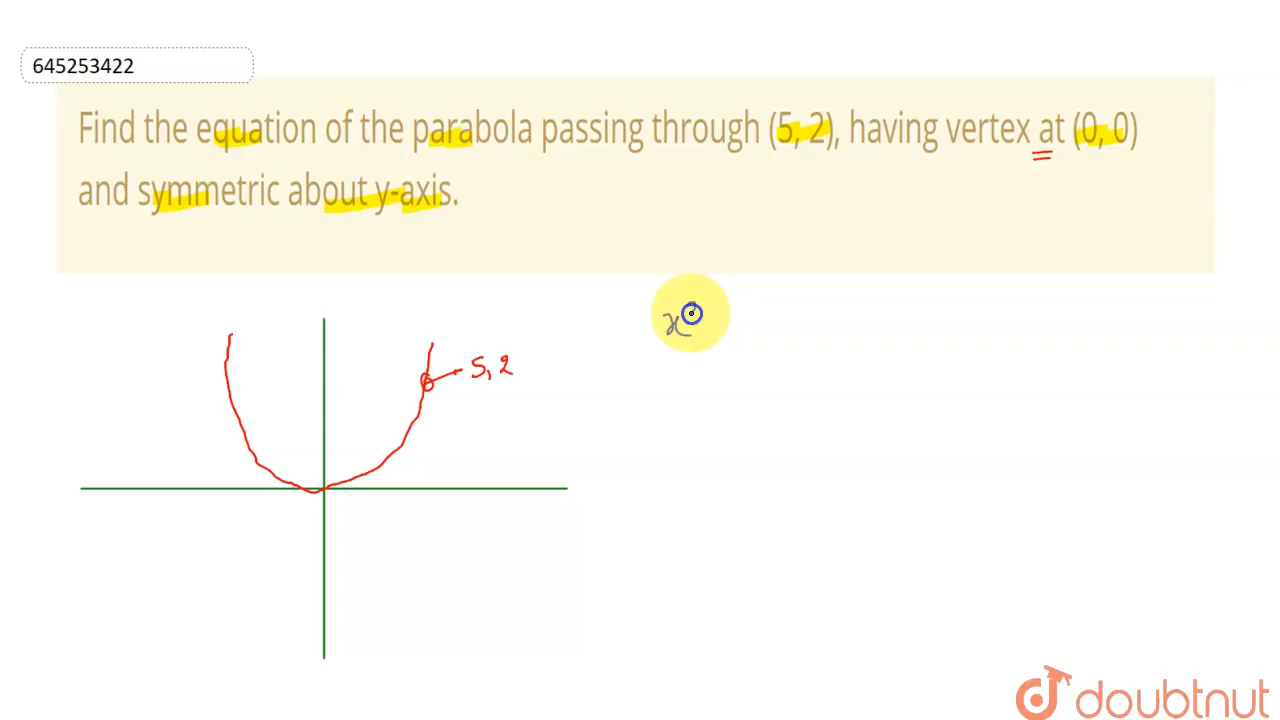 645253422
Find the equation of the parabola passing through (5, 2), having vertex at (0, 0)
and symmetric about y-axis.
x²
5, 2
doubtnut